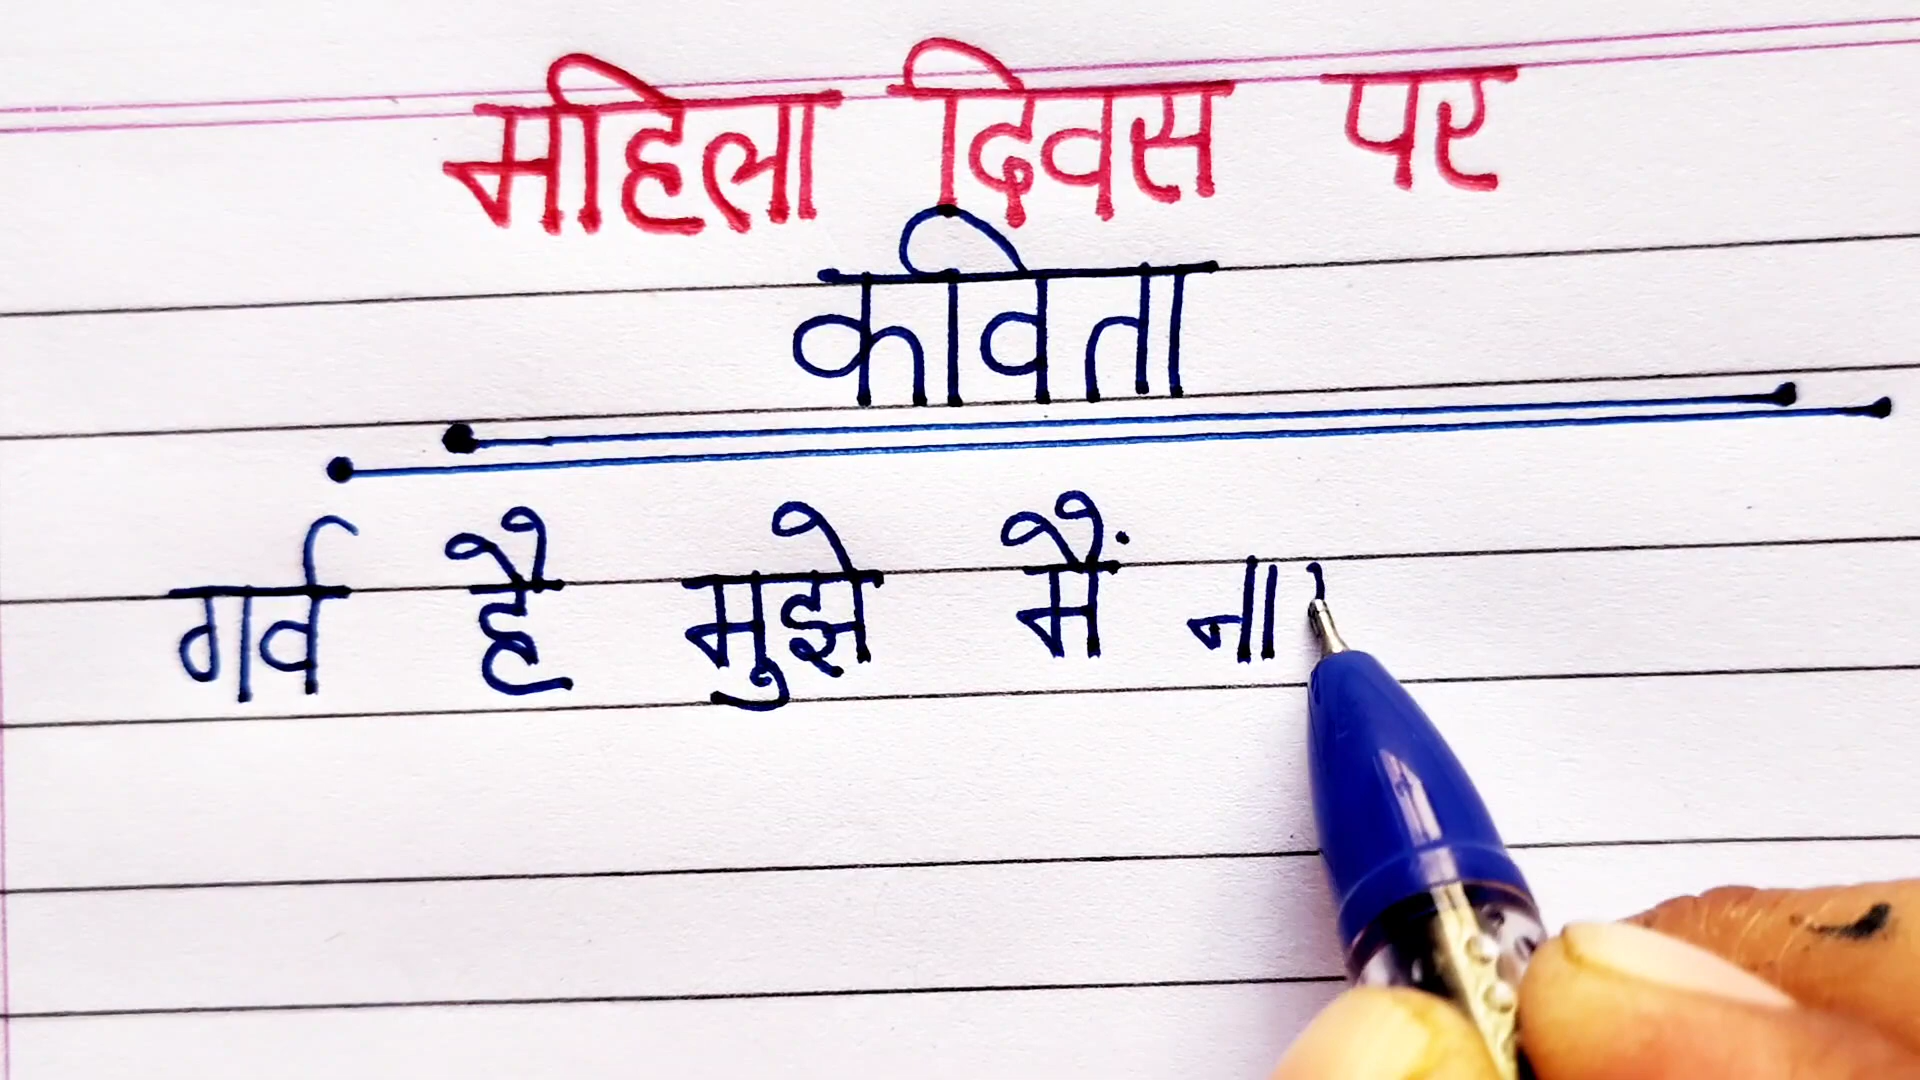 महिला दिवस पर
कविता
गर्व है मुझे मैं ना